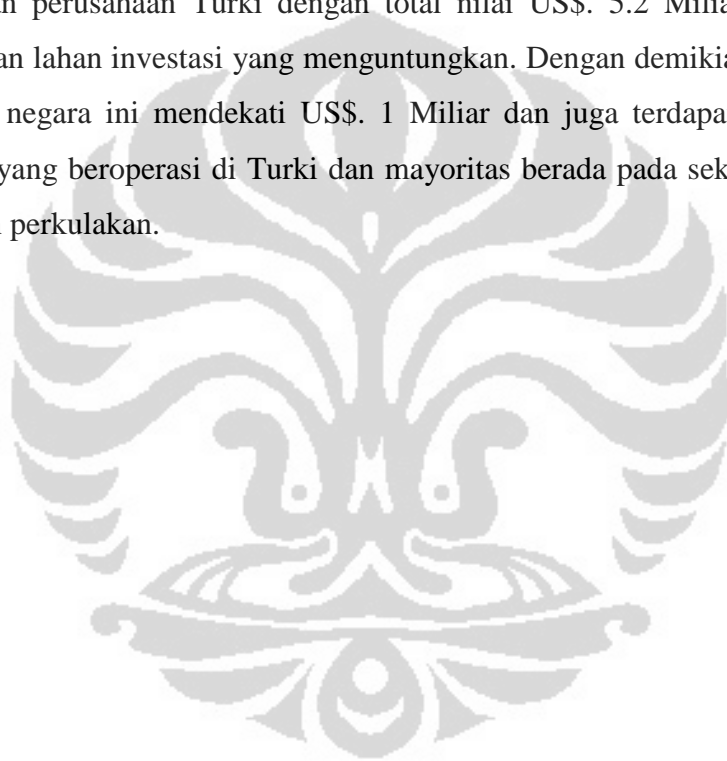 perusahaan Turki dengan total nilai US$. 5.2 Milia
an lahan investasi yang menguntungkan. Dengan demikia
negara ini mendekati US$. 1 Miliar dan juga terdapa
yang beroperasi di Turki dan mayoritas berada pada sek
perkulakan.